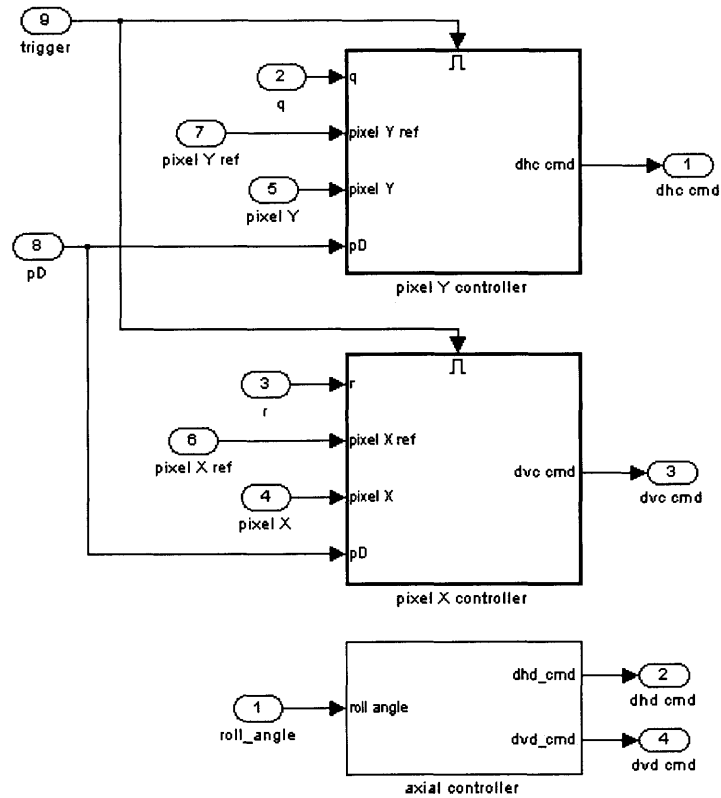 9
trigger
2
q
q
7
pixel Y ref
pixel Y ref
5
pixel Y
pixel Y
dhc cmd
1
dhc cmd
8
pD
pD
pixel Y controller
3
r
r
6
pixel X ref
pixel X ref
4
pixel X
pixel X
dvc cmd
3
dvc cmd
pD
pixel X controller
1
roll_angle
roll angle
dhd_cmd
2
dhd cmd
dvd_cmd
4
dvd cmd
axial controller